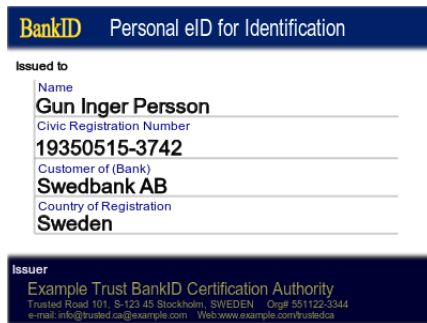 BankID Personal eID for Identification
Issued to
Name
Gun Inger Persson
Civic Registration Number
19350515-3742
Customer of (Bank)
Swedbank AB
Country of Registration
Sweden
Issuer
Example Trust BankID Certification Authority
Trusted Road 101, S-123 45 Stockholm, SWEDEN Org# 551122-3344
e-mail: info@trusted.ca@example.com Web:www.example.com/trustedca